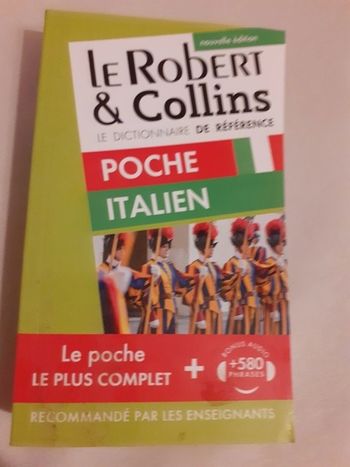 nouvelle édition
LE ROBERT
& Collins
LE DICTIONNAIRE DE RÉFÉRENCE
POCHE
ITALIEN
Le poche
LE PLUS COMPLET +
BONUS AUDIO
+580
PHRASES
RECOMMANDÉ PAR LES ENSEIGNANTS